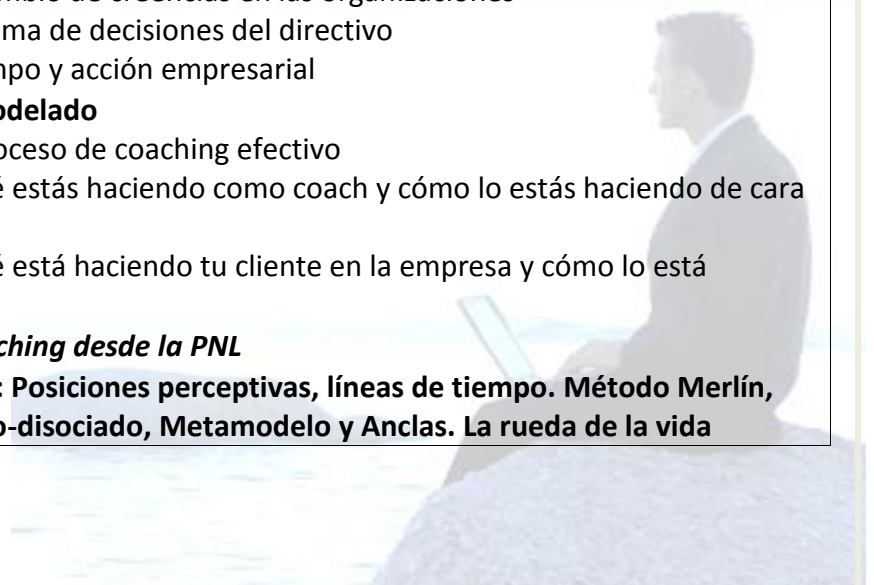 mbio de creencias en las organizaciones
ma de decisiones del directivo
mpo y acción empresarial
odelado
oceso de coaching efectivo
é estás haciendo como coach y cómo lo estás haciendo de cara
é está haciendo tu cliente en la empresa y cómo lo está
ching desde la PNL
: Posiciones perceptivas, líneas de tiempo. Método Merlín,
o-disociado, Metamodelo y Anclas. La rueda de la vida